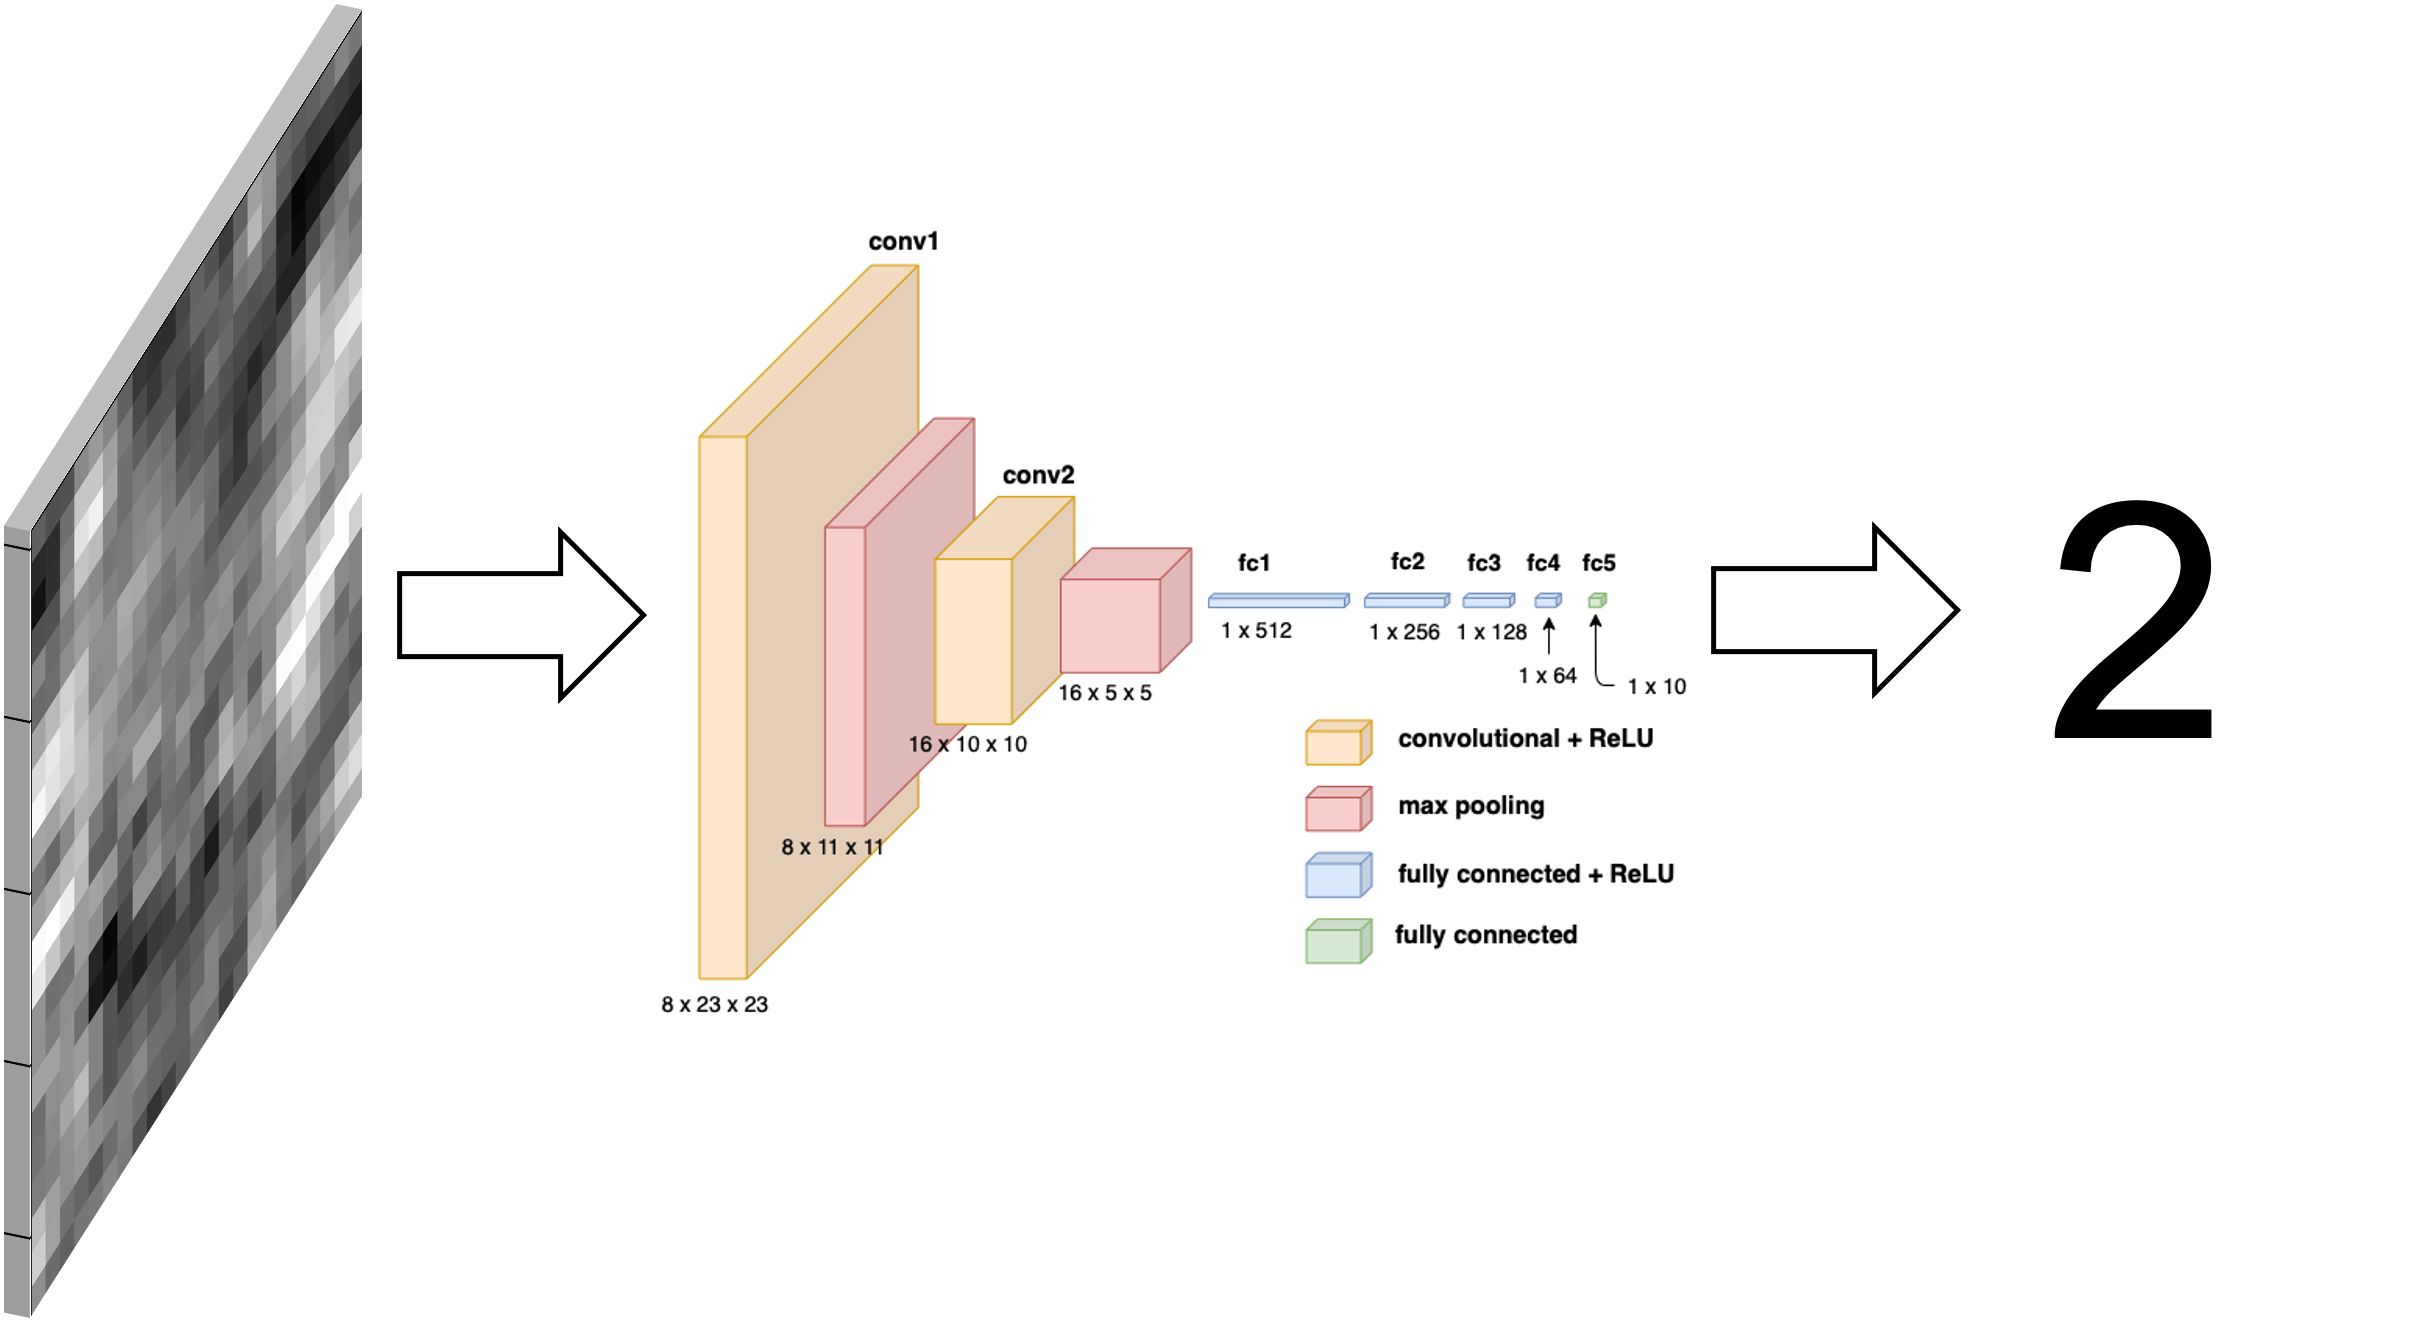 conv1
conv2
fc1
fc2
fc3
fc4
fc5
1 x 512
1 x 256
1 x 128
1 x 64
1 x 10
16 x 5 x 5
16 x 10 x 10
8 x 11 x 11
8 x 23 x 23
convolutional + ReLU
max pooling
fully connected + ReLU
fully connected
2